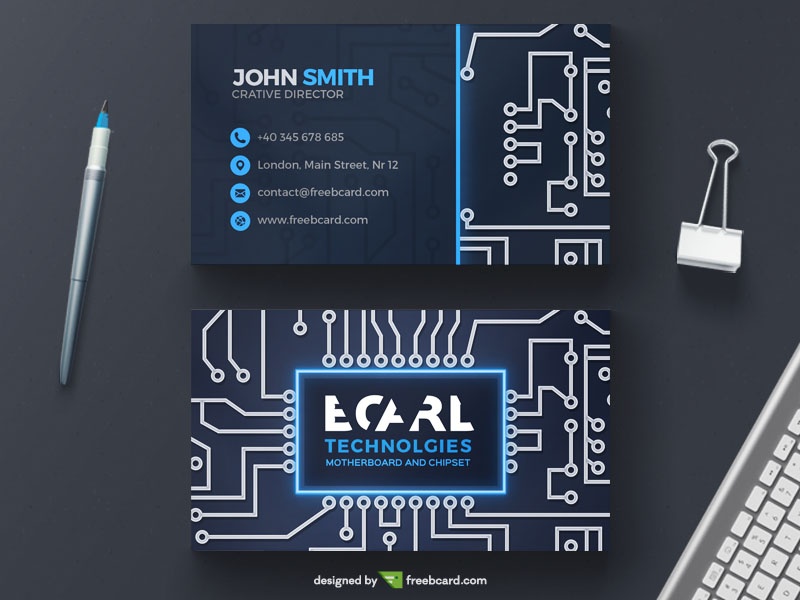 JOHN SMITH
CRATIVE DIRECTOR
+40 345 678 685
London, Main Street, Nr 12
contact@freebcard.com
www.freebcard.com
ECARL
TECHNOLGIES
MOTHERBOARD AND CHIPSET
designed by freebcard.com